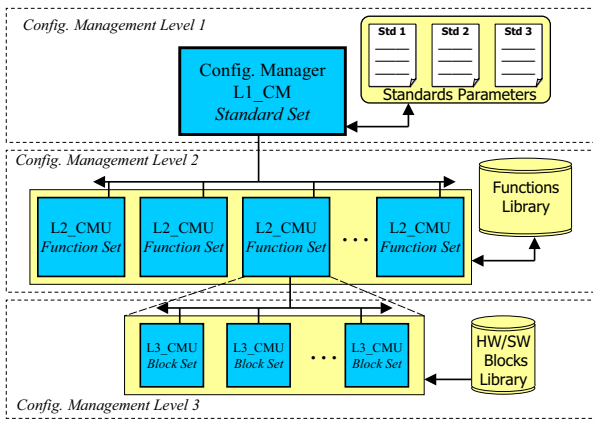 Config. Management Level 1
Std 1
Std 2
Std 3
Standards Parameters
Config. Manager
L1_CM
Standard Set
Config. Management Level 2
L2_CMU
Function Set
L2_CMU
Function Set
L2_CMU
Function Set
...
L2_CMU
Function Set
Functions
Library
L3_CMU
Block Set
L3_CMU
Block Set
...
L3_CMU
Block Set
HW/SW
Blocks
Library
Config. Management Level 3